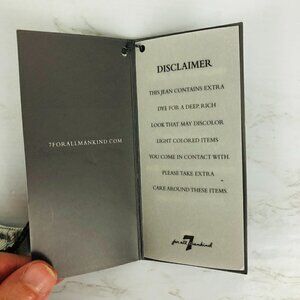 7FORALLMANKIND.COM
DISCLAIMER
THIS JEAN CONTAINS EXTRA
DYE FOR A DEEP, RICH
LOOK THAT MAY DISCOLOR
LIGHT COLORED ITEMS
YOU COME IN CONTACT WITH.
PLEASE TAKE EXTRA
CARE AROUND THESE ITEMS.
7
for all mankind